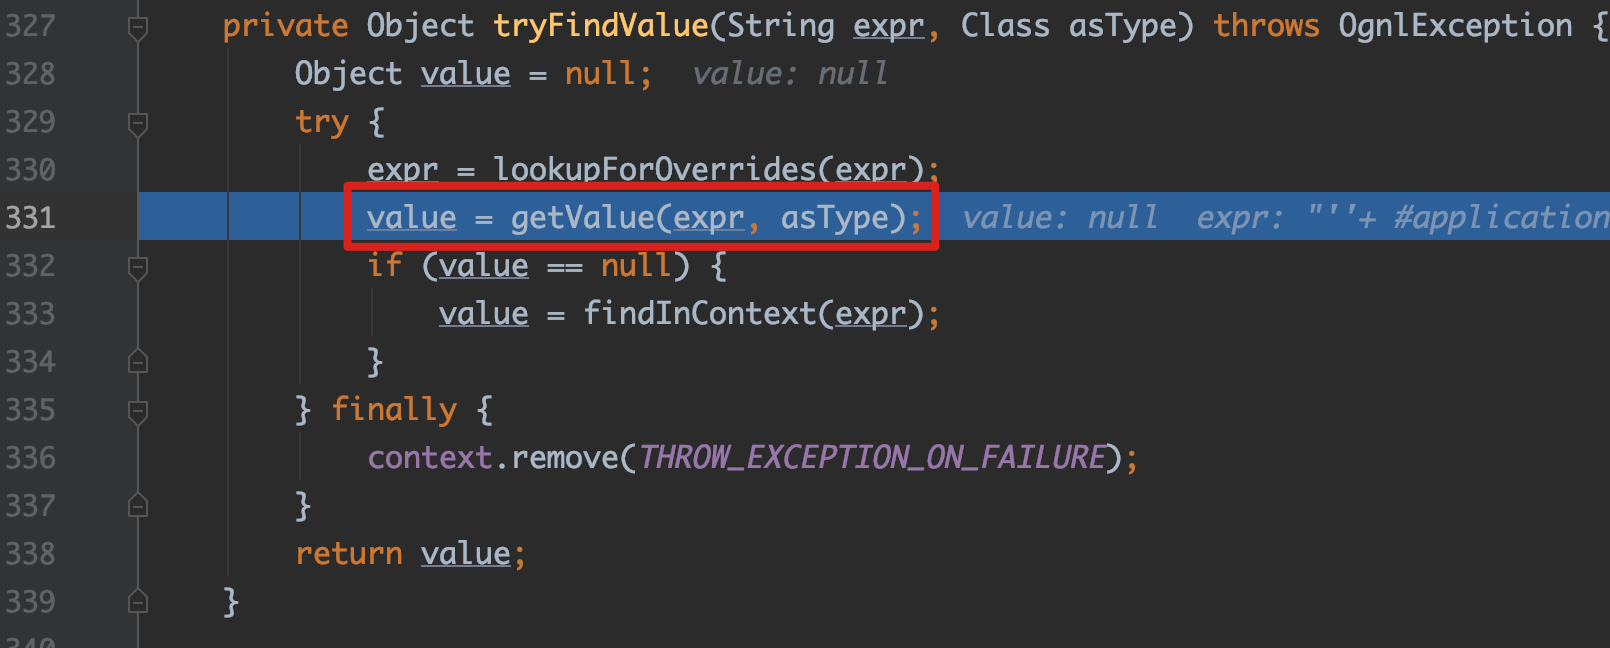 327 private Object tryFindValue(String expr, Class asType) throws OgnlException {
328 Object value = null; value: null
329 try {
330 expr = lookupForOverrides(expr);
331 value = getValue(expr, asType); value: null expr: "''+ #application
332 if (value == null) {
333 value = findInContext(expr);
334 }
335 } finally {
336 context.remove(THROW_EXCEPTION_ON_FAILURE);
337 }
338 return value;
339 }
340